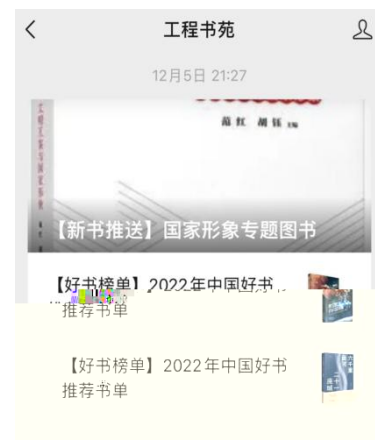 工程书苑
12月5日 21:27
范红 胡钰 主编
【新书推送】国家形象专题图书
【好书榜单】2022年中国好书
推荐书单
【好书榜单】2022年中国好书
推荐书单